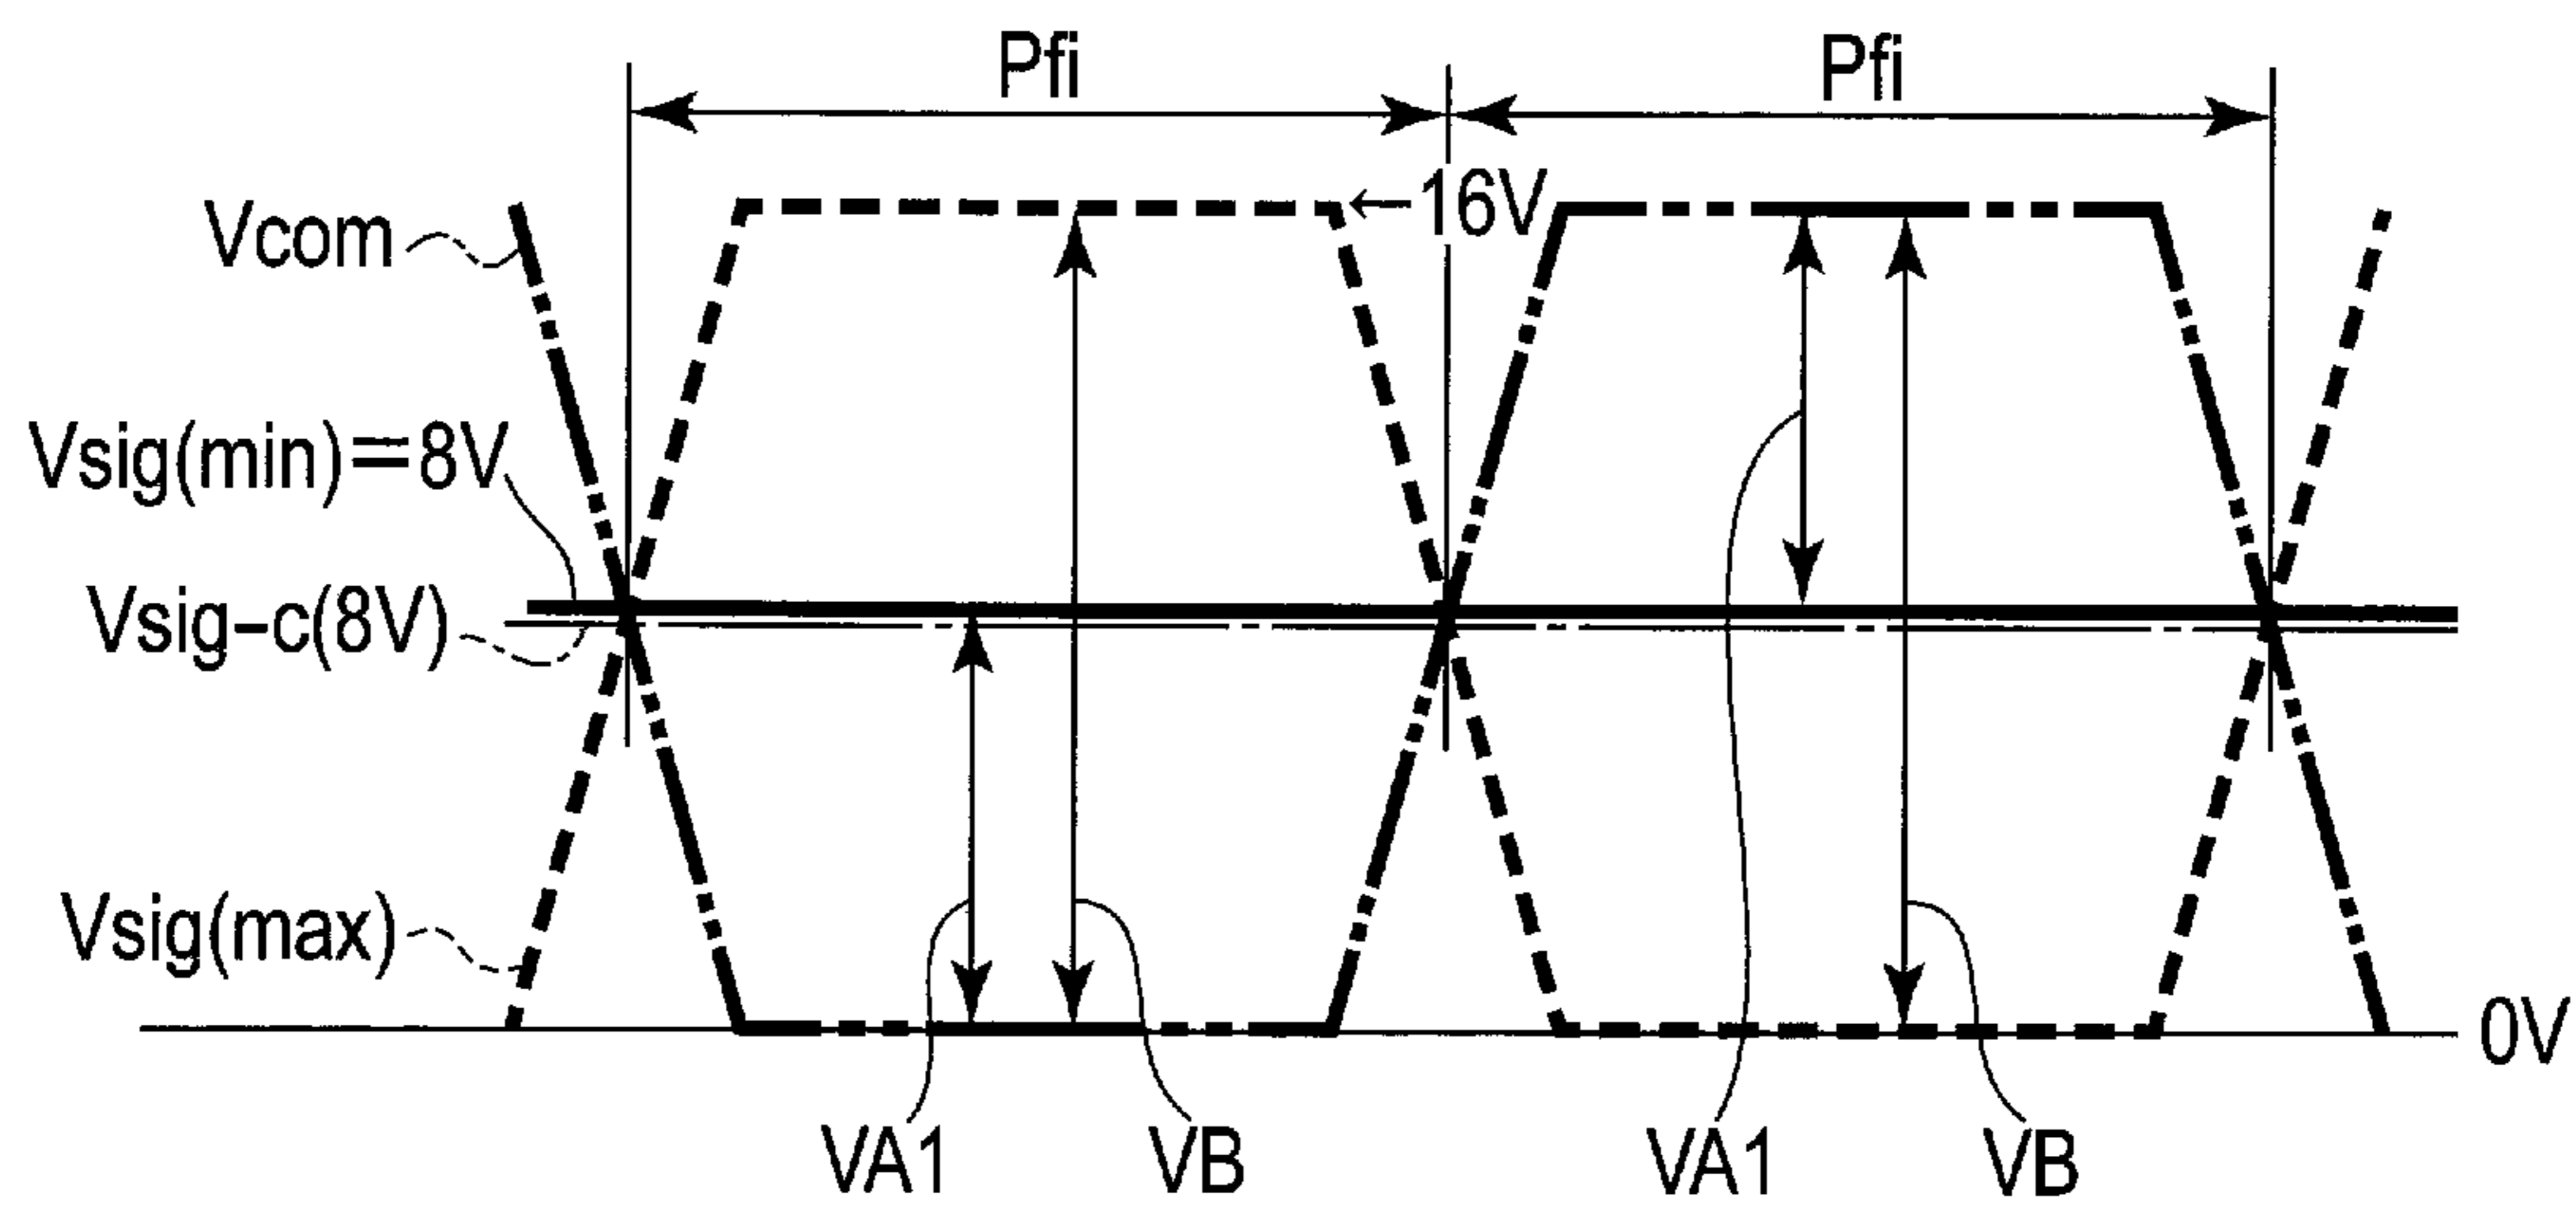 Pfi
Pfi
Vcom
←16V
Vsig(min)=8V
Vsig-c(8V)
Vsig(max)
0V
VA1
VB
VA1
VB